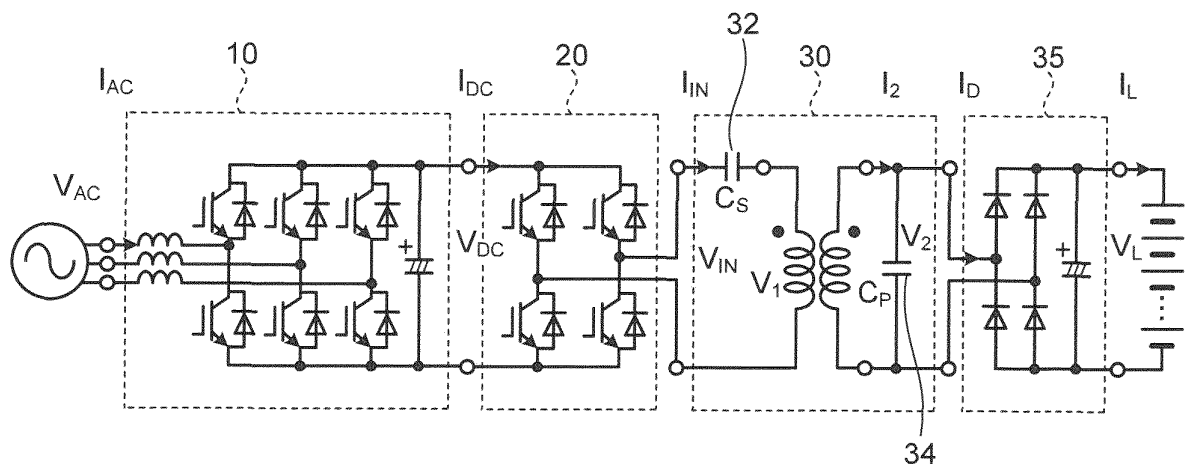 32
10
20
30
35
I_AC
I_DC
I_IN
I_2
I_D
I_L
V_AC
C_S
+
V_DC
V_IN
V_1
V_2
C_P
+
V_L
34